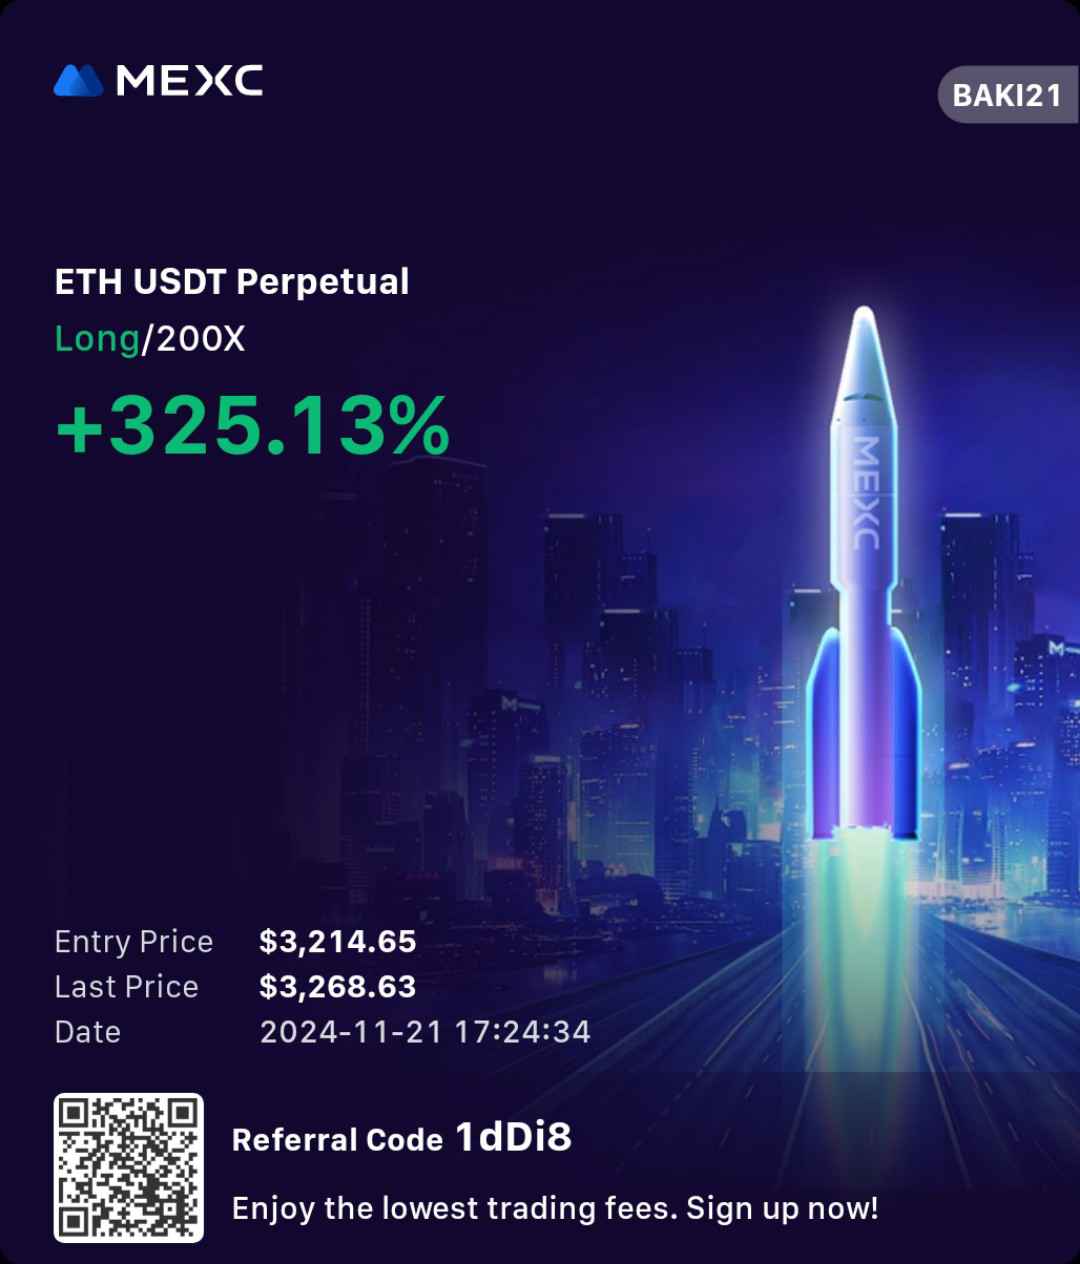 MEXC
BAKI21
ETH USDT Perpetual
Long/200X
+325.13%
MEXC
Entry Price $3,214.65
Last Price $3,268.63
Date 2024-11-21 17:24:34
Referral Code 1dDi8
Enjoy the lowest trading fees. Sign up now!